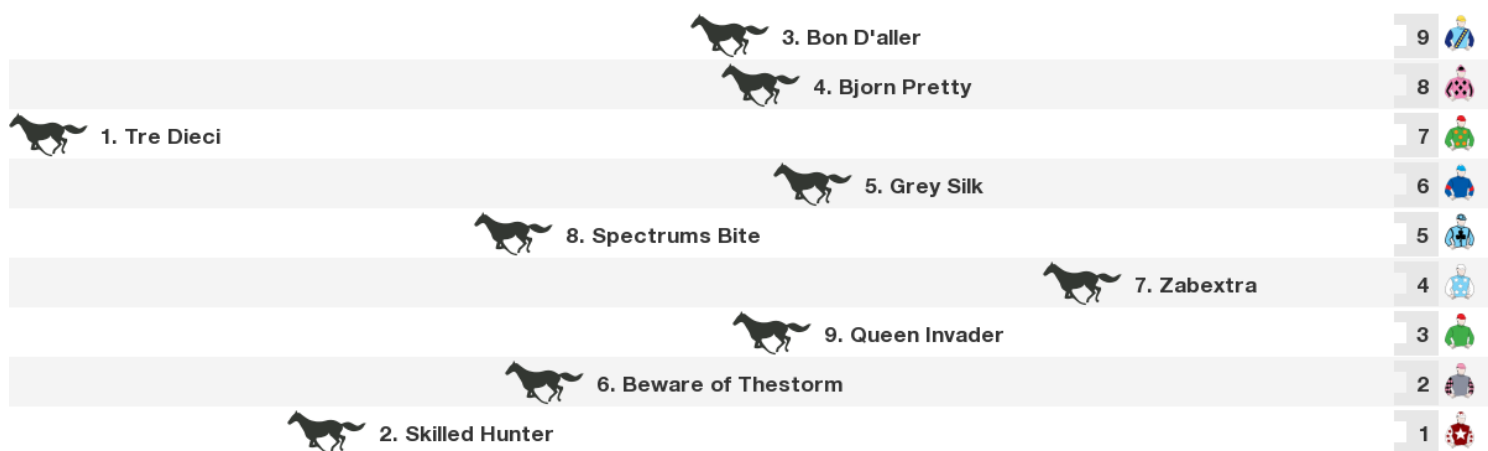 3. Bon D'aller 9
4. Bjorn Pretty 8
1. Tre Dieci 7
5. Grey Silk 6
8. Spectrums Bite 5
7. Zabextra 4
9. Queen Invader 3
6. Beware of Thestorm 2
2. Skilled Hunter 1